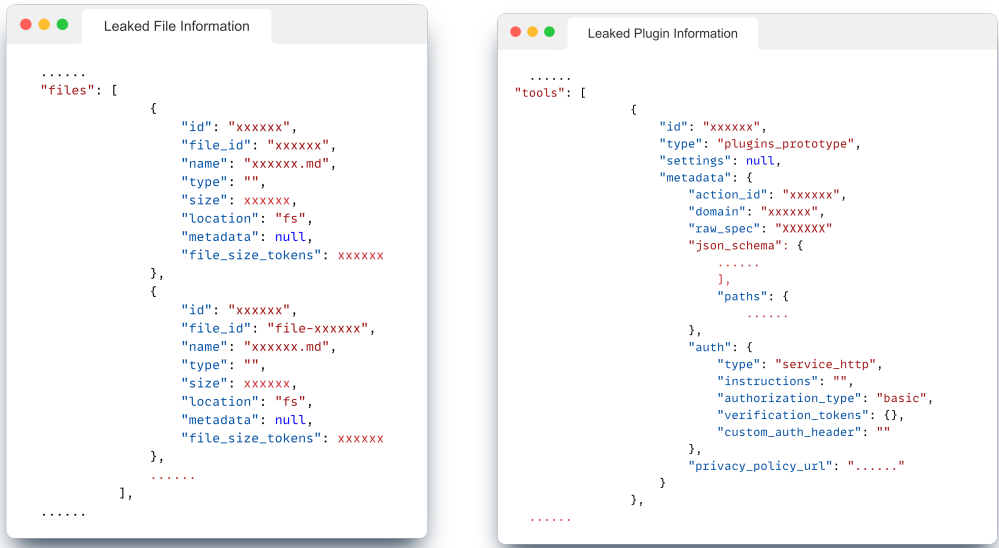 Leaked File Information
......
"files": [
{
"id": "xxxxxx",
"file_id": "xxxxxx",
"name": "xxxxxx.md",
"type": "",
"size": xxxxxx,
"location": "fs",
"metadata": null,
"file_size_tokens": xxxxxx
},
{
"id": "xxxxxx",
"file_id": "file-xxxxxx",
"name": "xxxxxx.md",
"type": "",
"size": xxxxxx,
"location": "fs",
"metadata": null,
"file_size_tokens": xxxxxx
},
......
],
......
Leaked Plugin Information
......
"tools": [
{
"id": "xxxxxx",
"type": "plugins_prototype",
"settings": null,
"metadata": {
"action_id": "xxxxxx",
"domain": "xxxxxx",
"raw_spec": "XXXXXX"
"json_schema": {
......
],
"paths": {
......
},
"auth": {
"type": "service_http",
"instructions": "",
"authorization_type": "basic",
"verification_tokens": {},
"custom_auth_header": ""
},
"privacy_policy_url": "......"
}
},
......